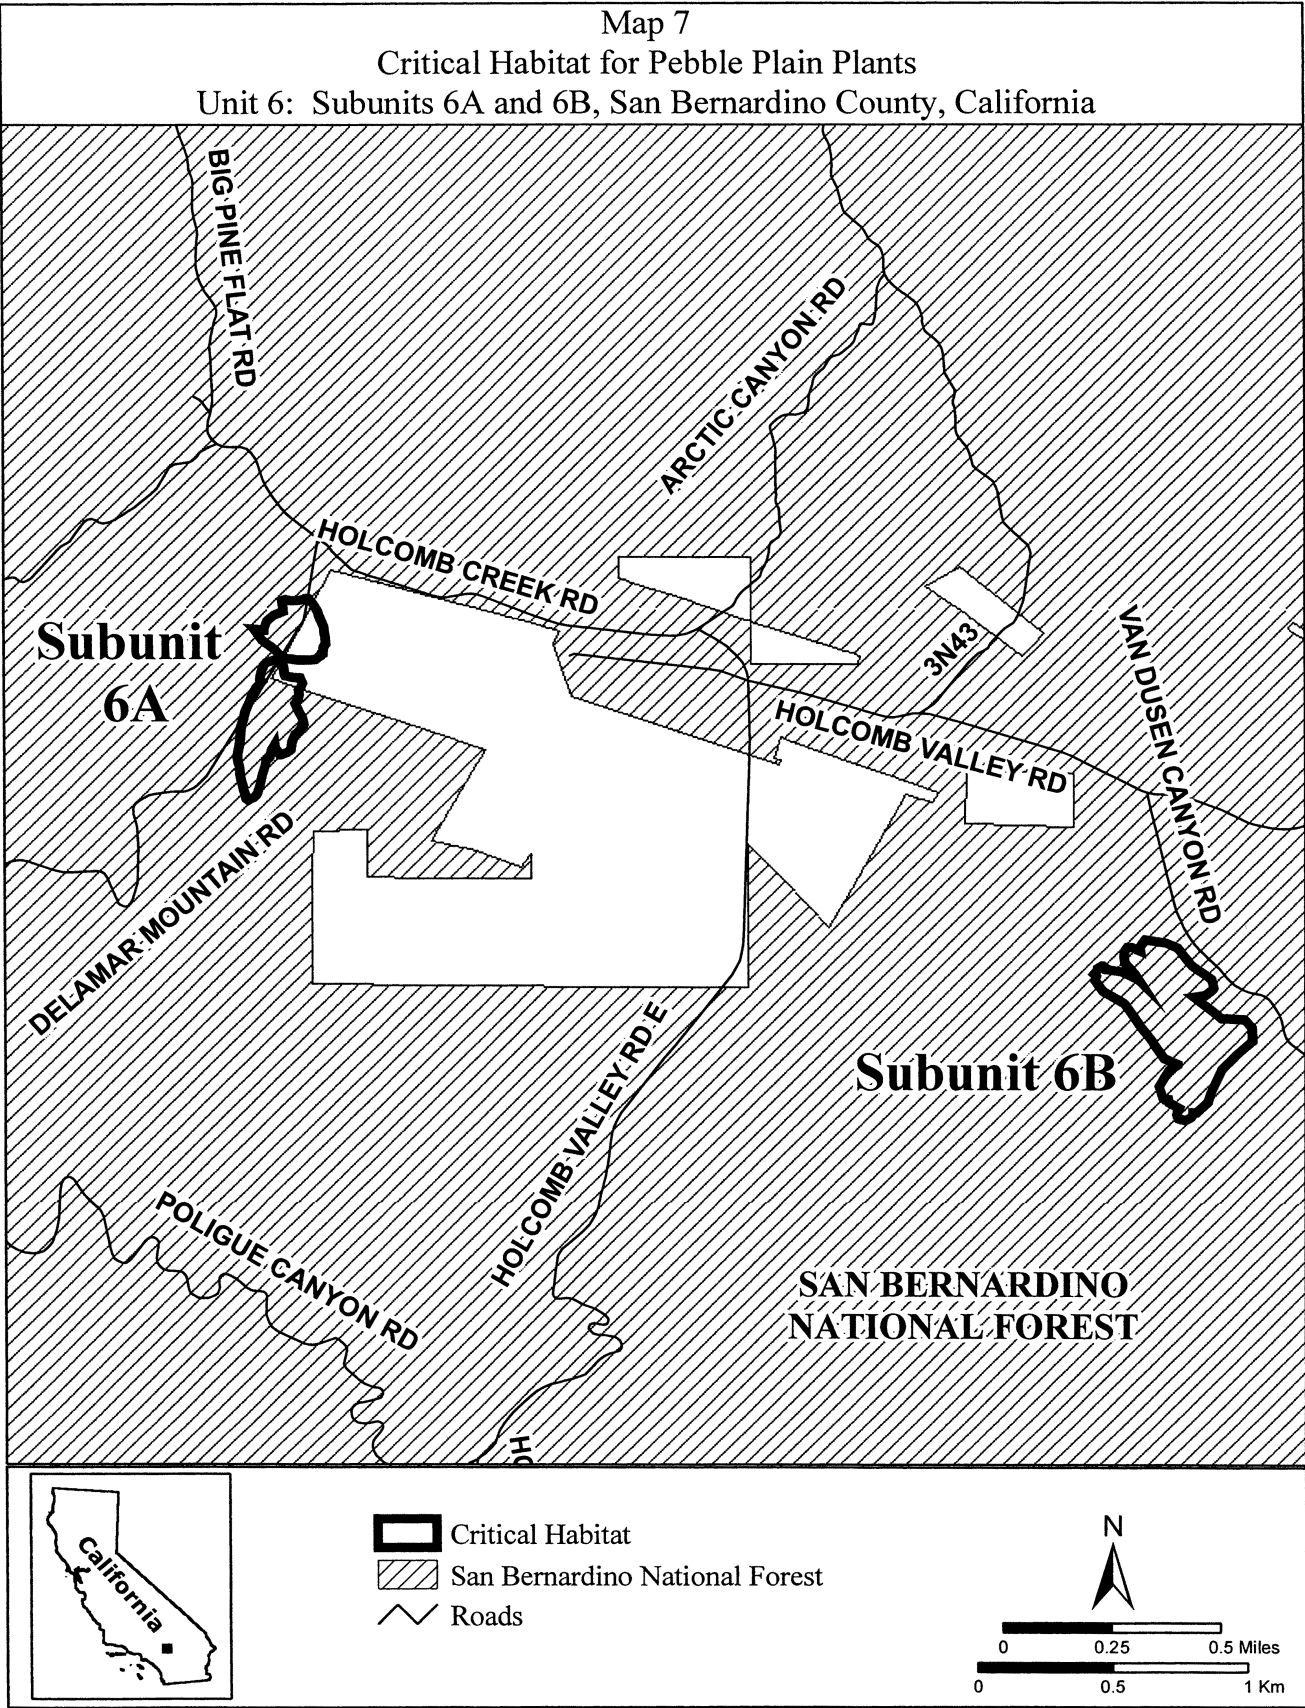 Map 7
Critical Habitat for Pebble Plain Plants
Unit 6: Subunits 6A and 6B, San Bernardino County, California
BIG PINE FLAT RD
ARCTIC CANYON RD
HOLCOMB CREEK RD
Subunit
6A
3N43
VAN DUSEN CANYON RD
HOLCOMB VALLEY RD
DELAMAR MOUNTAIN RD
Subunit 6B
HOLCOMB VALLEY RD E
POLIGUE CANYON RD
SAN BERNARDINO
NATIONAL FOREST
HO
California
Critical Habitat
San Bernardino National Forest
Roads
N
0 0.25 0.5 Miles
0 0.5 1 Km